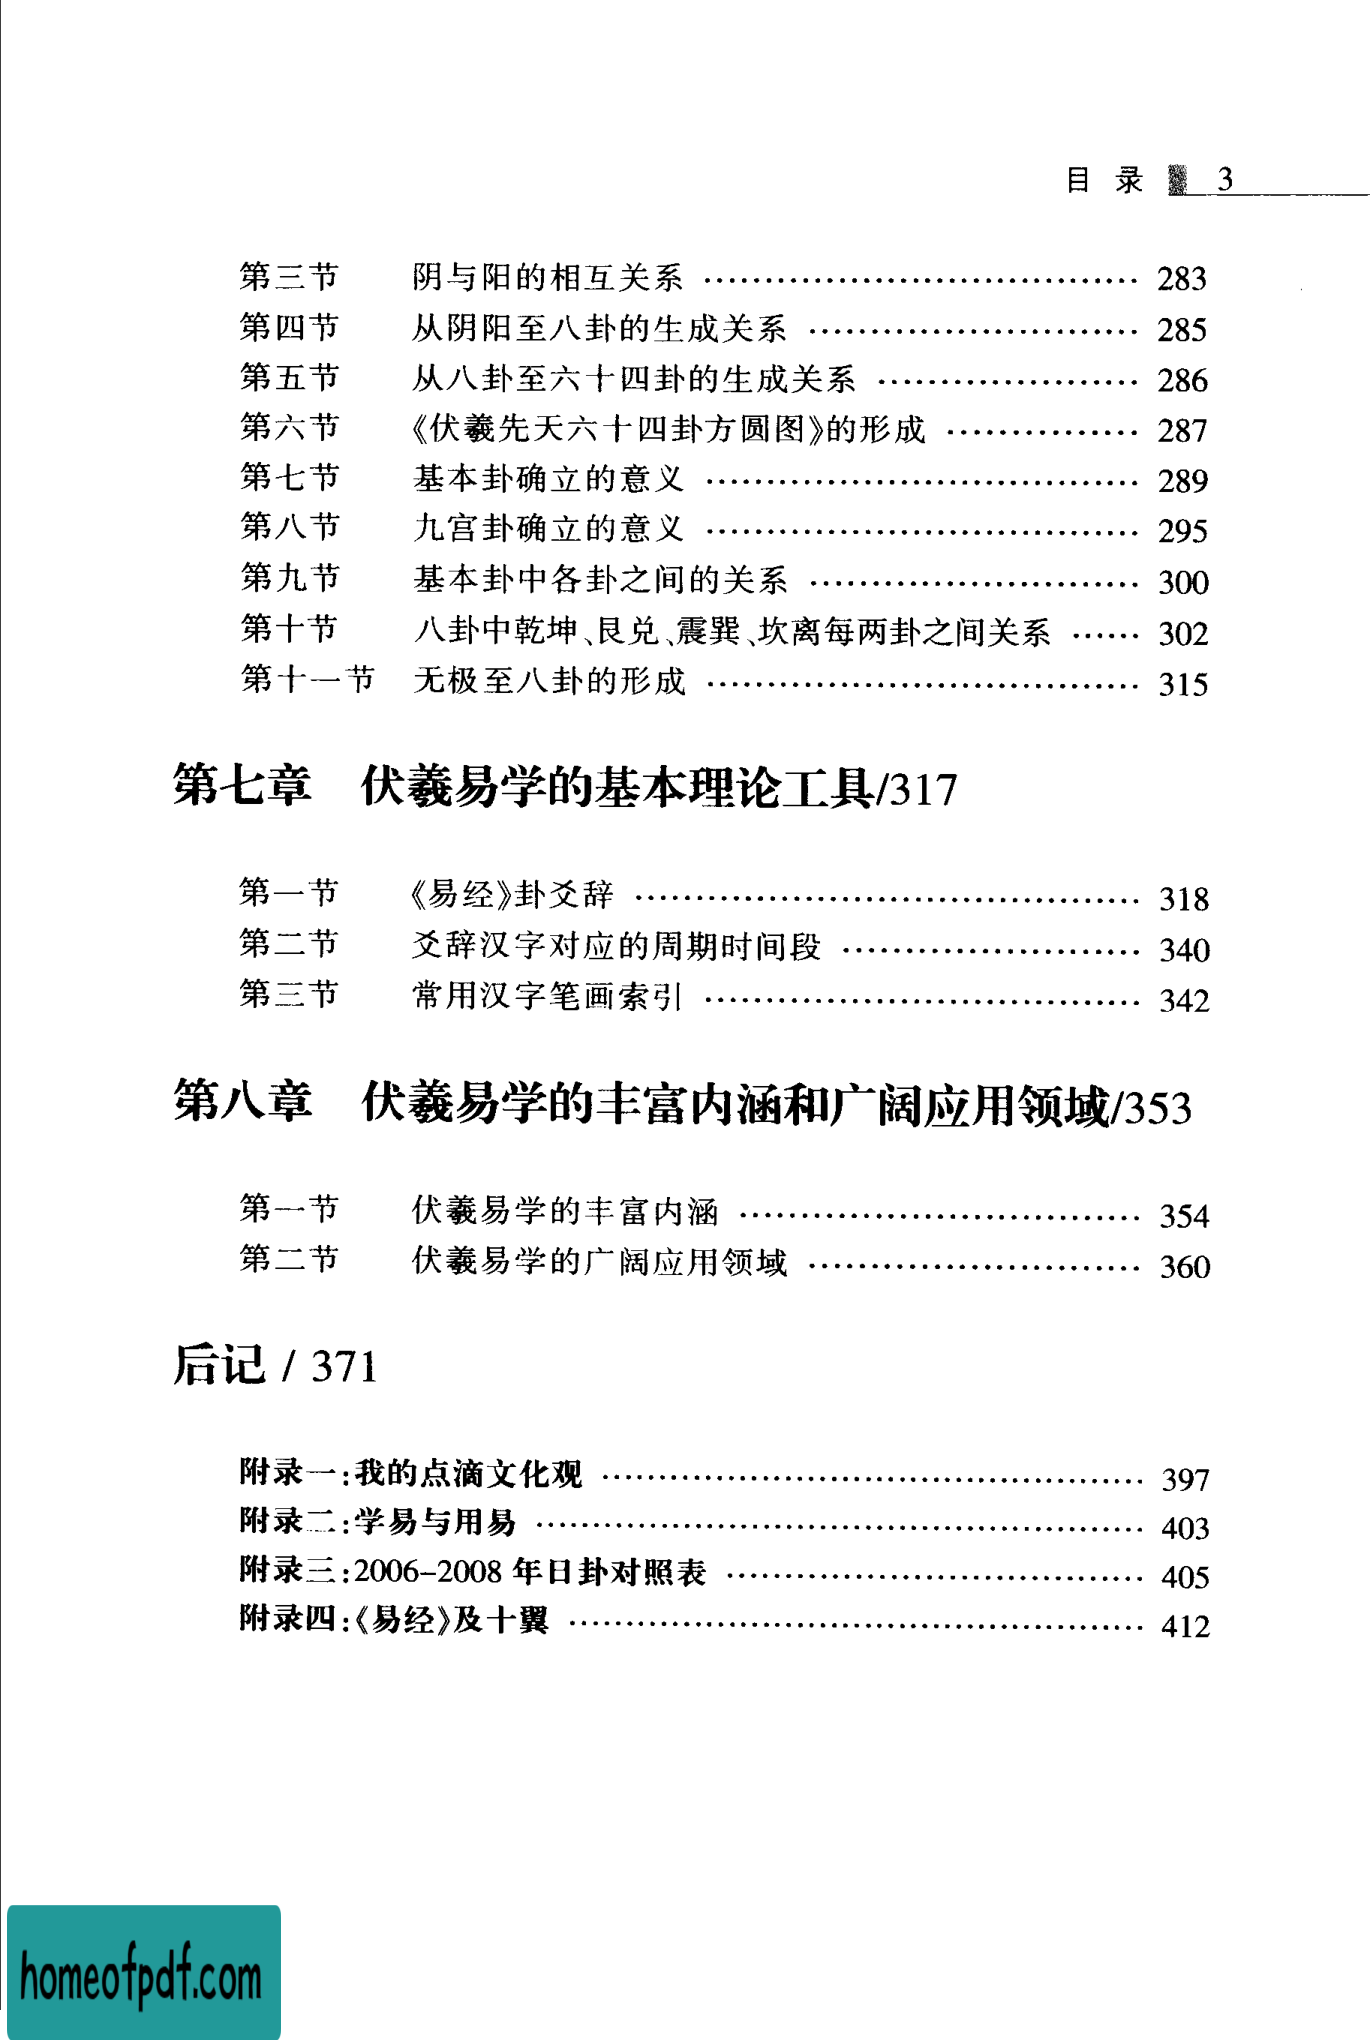 目 录 3
第三节 阴与阳的相互关系 …………………………………… 283
第四节 从阴阳至八卦的生成关系 ………………………… 285
第五节 从八卦至六十四卦的生成关系 …………………… 286
第六节 《伏羲先天六十四卦方圆图》的形成 ……………… 287
第七节 基本卦确立的意义 ………………………………… 289
第八节 九宫卦确立的意义 ………………………………… 295
第九节 基本卦中各卦之间的关系 ………………………… 300
第十节 八卦中乾坤、艮兑、震巽、坎离每两卦之间关系 …… 302
第十一节 无极至八卦的形成 ………………………………… 315
第七章 伏羲易学的基本理论工具/317
第一节 《易经》卦爻辞 ……………………………………… 318
第二节 爻辞汉字对应的周期时间段 ……………………… 340
第三节 常用汉字笔画索引 ………………………………… 342
第八章 伏羲易学的丰富内涵和广阔应用领域/353
第一节 伏羲易学的丰富内涵 ……………………………… 354
第二节 伏羲易学的广阔应用领域 ………………………… 360
后记 / 371
附录一:我的点滴文化观 ………………………………………… 397
附录二:学易与用易 ……………………………………………… 403
附录三:2006-2008 年日卦对照表 ……………………………… 405
附录四:《易经》及十翼 …………………………………………… 412
homeofpdf.com